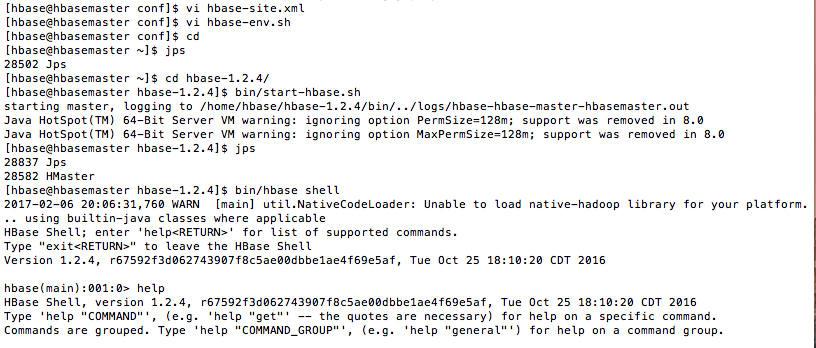 [hbase@hbasemaster conf]$ vi hbase-site.xml
[hbase@hbasemaster conf]$ vi hbase-env.sh
[hbase@hbasemaster conf]$ cd
[hbase@hbasemaster ~]$ jps
28502 Jps
[hbase@hbasemaster ~]$ cd hbase-1.2.4/
[hbase@hbasemaster hbase-1.2.4]$ bin/start-hbase.sh
starting master, logging to /home/hbase/hbase-1.2.4/bin/../logs/hbase-hbase-master-hbasemaster.out
Java HotSpot(TM) 64-Bit Server VM warning: ignoring option PermSize=128m; support was removed in 8.0
Java HotSpot(TM) 64-Bit Server VM warning: ignoring option MaxPermSize=128m; support was removed in 8.0
[hbase@hbasemaster hbase-1.2.4]$ jps
28837 Jps
28582 HMaster
[hbase@hbasemaster hbase-1.2.4]$ bin/hbase shell
2017-02-06 20:06:31,760 WARN  [main] util.NativeCodeLoader: Unable to load native-hadoop library for your platform.
.. using builtin-java classes where applicable
HBase Shell; enter 'help<RETURN>' for list of supported commands.
Type "exit<RETURN>" to leave the HBase Shell
Version 1.2.4, r67592f3d062743907f8c5ae00dbbe1ae4f69e5af, Tue Oct 25 18:10:20 CDT 2016
hbase(main):001:0> help
HBase Shell, version 1.2.4, r67592f3d062743907f8c5ae00dbbe1ae4f69e5af, Tue Oct 25 18:10:20 CDT 2016
Type 'help "COMMAND"', (e.g. 'help "get"' -- the quotes are necessary) for help on a specific command.
Commands are grouped. Type 'help "COMMAND_GROUP"', (e.g. 'help "general"') for help on a command group.